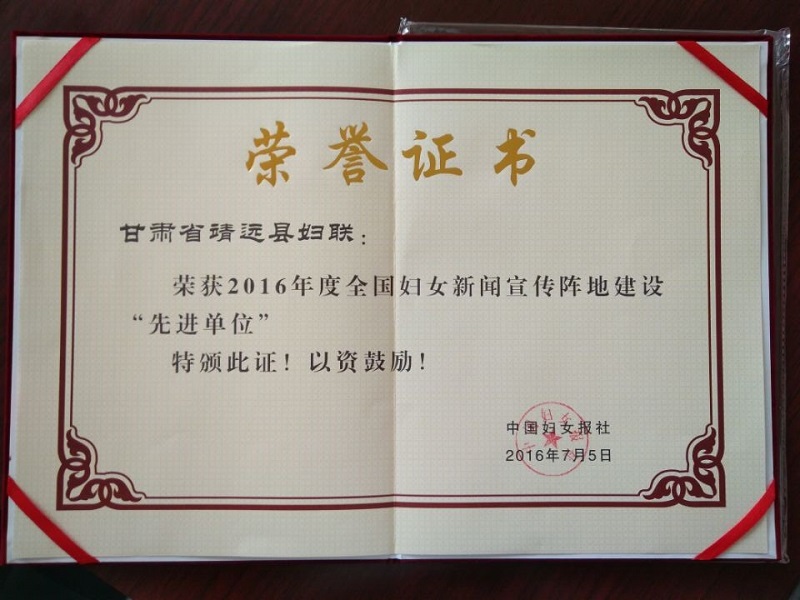 荣誉证书
甘肃省靖远县妇联：
荣获2016年度全国妇女新闻宣传阵地建设
“先进单位”
特颁此证！以资鼓励！
中国妇女报社
2016年7月5日